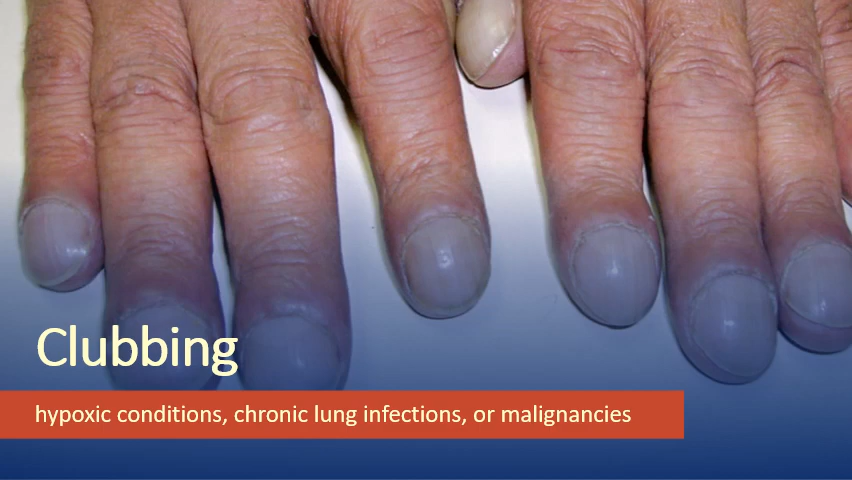 Clubbing
hypoxic conditions, chronic lung infections, or malignancies